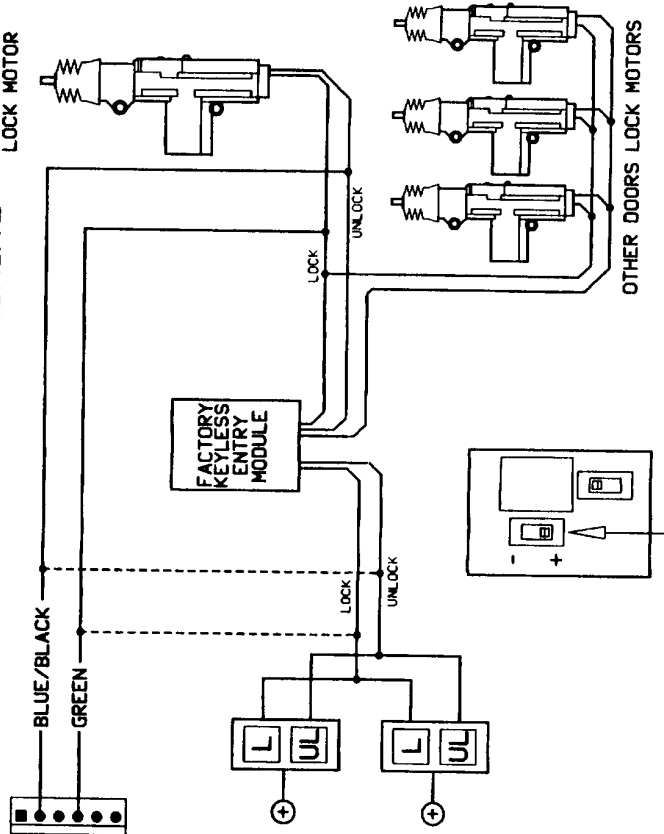 LOCK MOTOR
BLUE/BLACK
GREEN
UNLOCK
LOCK
FACTORY
KEYLESS
ENTRY
MODULE
LOCK
UNLOCK
OTHER DOORS LOCK MOTORS
L
UL
L
UL
+
+
-
+